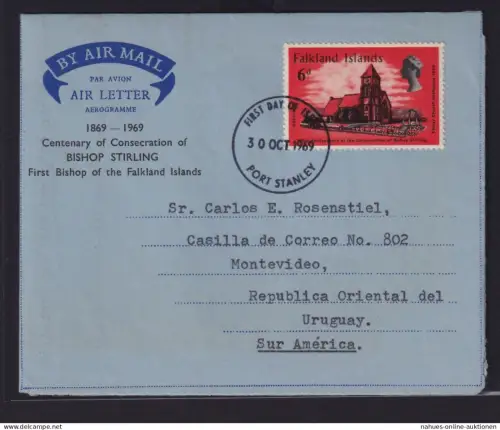 BY AIR MAIL
PAR AVION
AIR LETTER
AEROGRAMME
1869 — 1969
Centenary of Consecration of
BISHOP STIRLING
First Bishop of the Falkland Islands
Falkland Islands
6d
FIRST DAY OF
30 OCT 1969
PORT STANLEY
Sr. Carlos E. Rosenstiel,
Casilla de Correo No. 802
Montevideo,
Republica Oriental del
Uruguay.
Sur América.
www.delcampe.net
nahues-online-auktionen